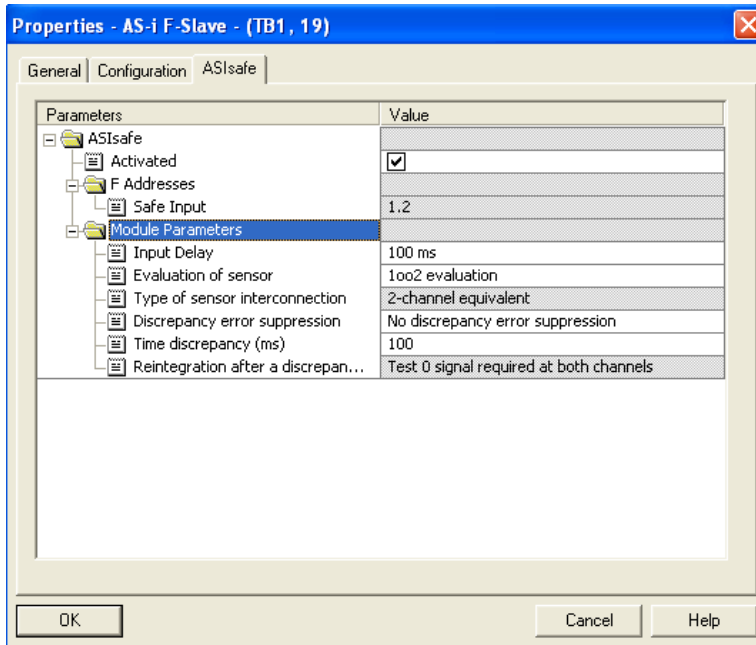 Properties - AS-i F-Slave - (TB1, 19)
General Configuration ASIsafe
Parameters Value
ASIsafe
Activated
F Addresses
Safe Input 1.2
Module Parameters
Input Delay 100 ms
Evaluation of sensor 1oo2 evaluation
Type of sensor interconnection 2-channel equivalent
Discrepancy error suppression No discrepancy error suppression
Time discrepancy (ms) 100
Reintegration after a discrepan... Test 0 signal required at both channels
OK Cancel Help